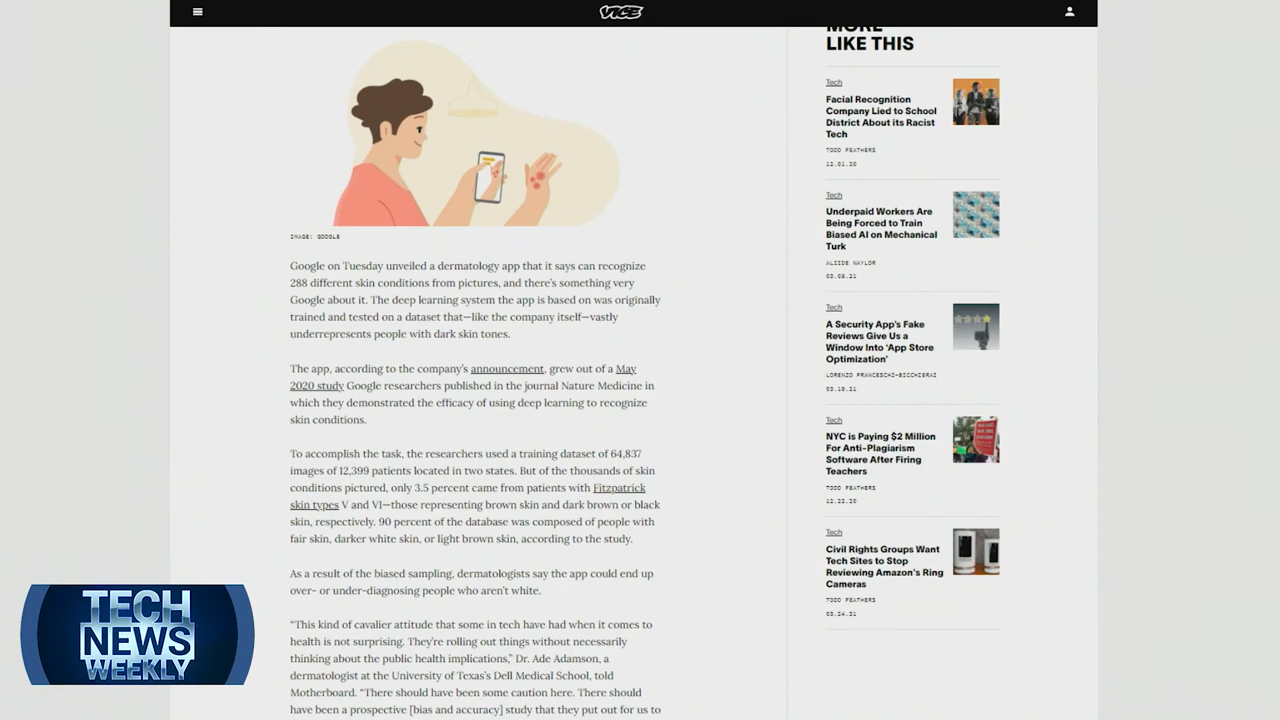 VICE
IMAGE: GOOGLE
Google on Tuesday unveiled a dermatology app that it says can recognize
288 different skin conditions from pictures, and there's something very
Google about it. The deep learning system the app is based on was originally
trained and tested on a dataset that—like the company itself—vastly
underrepresents people with dark skin tones.
The app, according to the company's announcement, grew out of a May
2020 study Google researchers published in the journal Nature Medicine in
which they demonstrated the efficacy of using deep learning to recognize
skin conditions.
To accomplish the task, the researchers used a training dataset of 64,837
images of 12,399 patients located in two states. But of the thousands of skin
conditions pictured, only 3.5 percent came from patients with Fitzpatrick
skin types V and VI—those representing brown skin and dark brown or black
skin, respectively. 90 percent of the database was composed of people with
fair skin, darker white skin, or light brown skin, according to the study.
As a result of the biased sampling, dermatologists say the app could end up
over- or under-diagnosing people who aren't white.
“This kind of cavalier attitude that some in tech have had when it comes to
health is not surprising. They're rolling out things without necessarily
thinking about the public health implications,” Dr. Ade Adamson, a
dermatologist at the University of Texas's Dell Medical School, told
Motherboard. “There should have been some caution here. There should
have been a prospective [bias and accuracy] study that they put out for us to
MORE
LIKE THIS
Tech
Facial Recognition
Company Lied to School
District About its Racist
Tech
TODD FEATHERS
12.01.20
Tech
Underpaid Workers Are
Being Forced to Train
Biased AI on Mechanical
Turk
ALIIDE NAYLOR
03.08.21
Tech
A Security App's Fake
Reviews Give Us a
Window Into ‘App Store
Optimization’
LORENZO FRANCESCHI-BICCHIERAI
03.19.21
Tech
NYC is Paying $2 Million
For Anti-Plagiarism
Software After Firing
Teachers
TODD FEATHERS
12.23.20
Tech
Civil Rights Groups Want
Tech Sites to Stop
Reviewing Amazon's Ring
Cameras
TODD FEATHERS
03.24.21
TECH
NEWS
WEEKLY